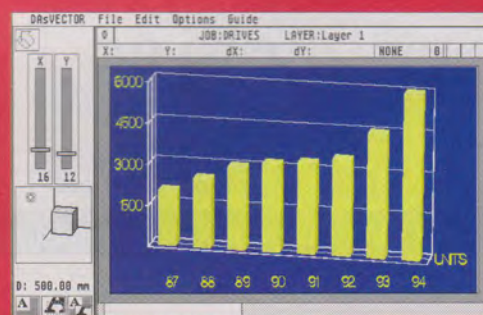 DAsVECTOR File Edit Options Guide
0 JOB:DRIVES LAYER:Layer 1
X: Y: dX: dY: NONE 0
X Y
16 12
D: 500.00 mm
A A A
6000
4500
3000
1500
87 88 89 90 91 92 93 94
UNITS